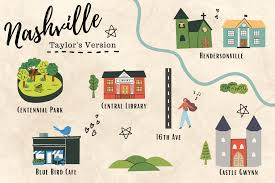 Nashville
Taylor's Version
Hendersonville
Centennial Park
Central Library
16th Ave
Blue Bird Cafe
Castle Gwynn